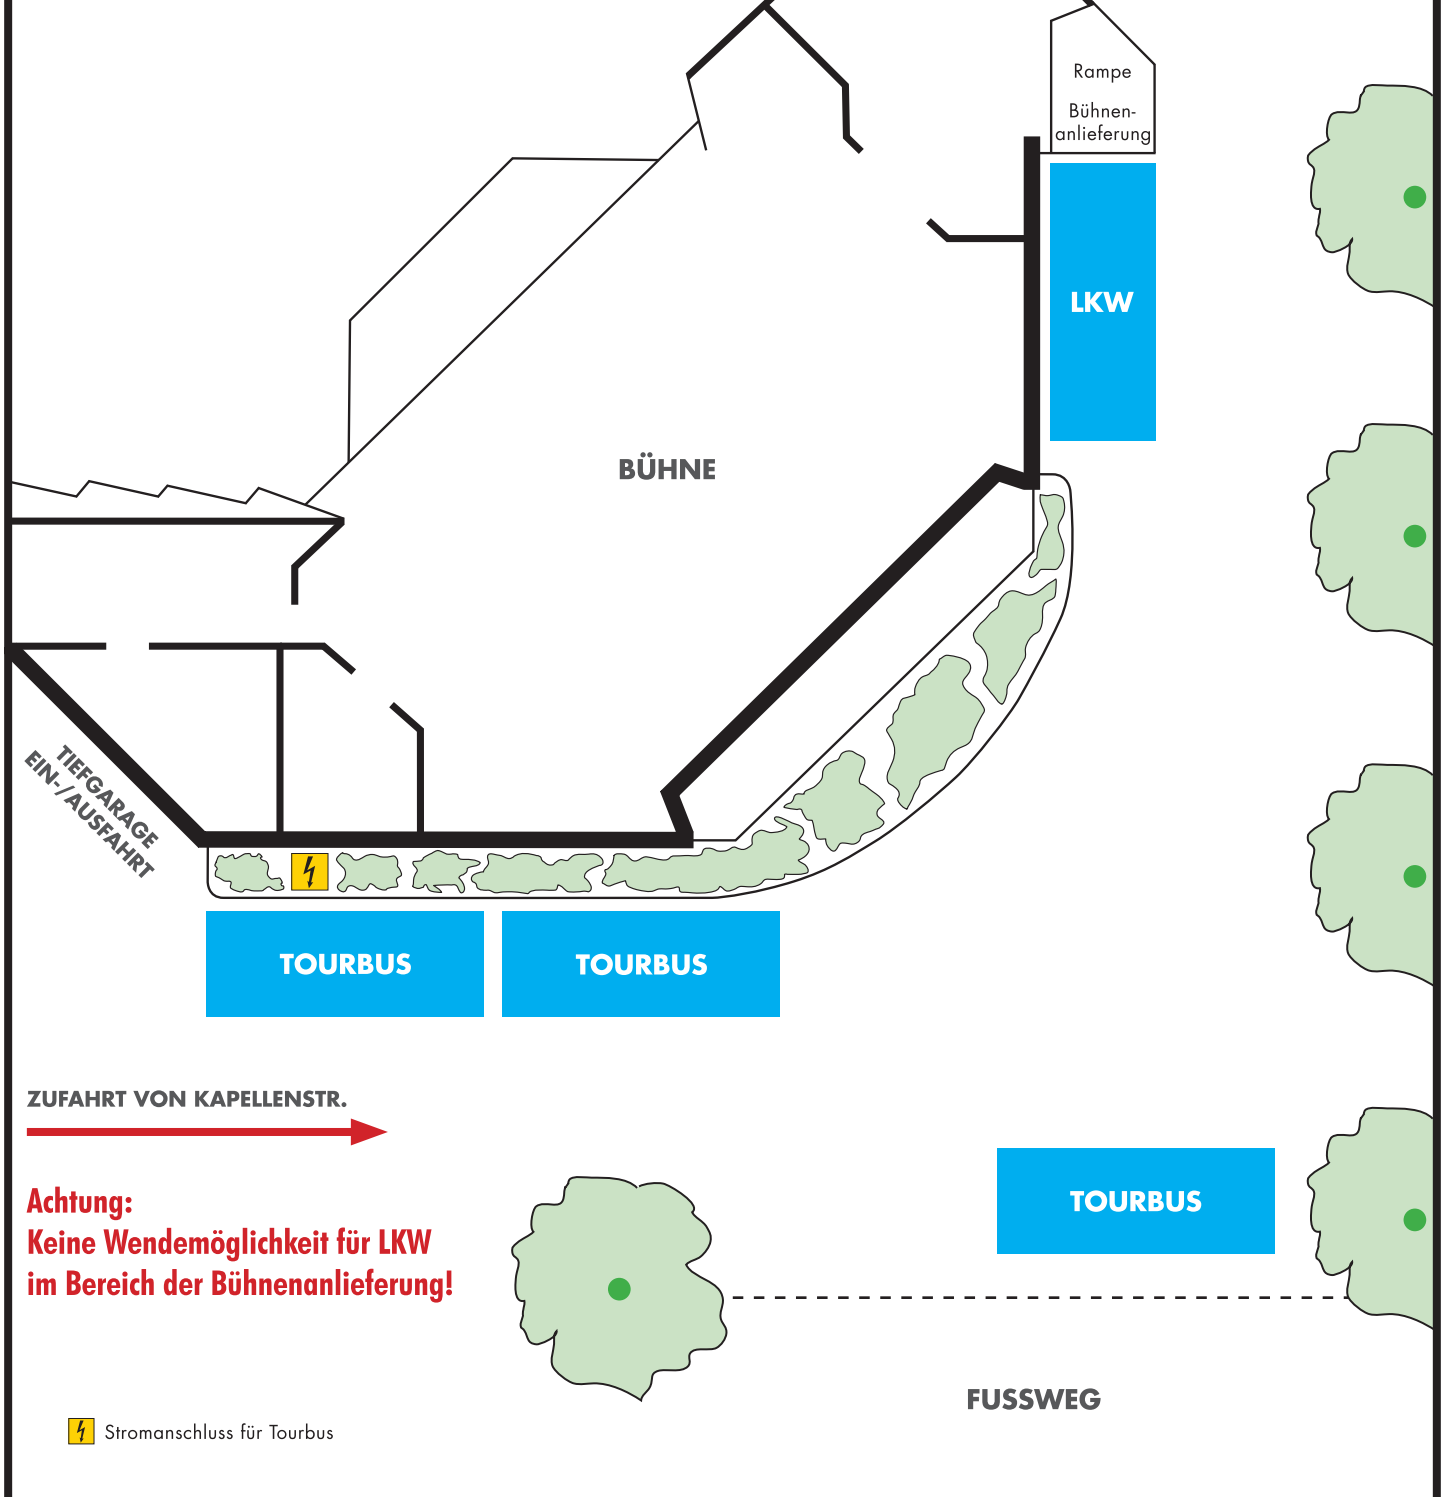 Rampe
Bühnen-
anlieferung
LKW
BÜHNE
TIEFGARAGE
EIN-/AUSFAHRT
TOURBUS
TOURBUS
ZUFAHRT VON KAPELLENSTR.
Achtung:
Keine Wendemöglichkeit für LKW
im Bereich der Bühnenanlieferung!
TOURBUS
FUSSWEG
Stromanschluss für Tourbus